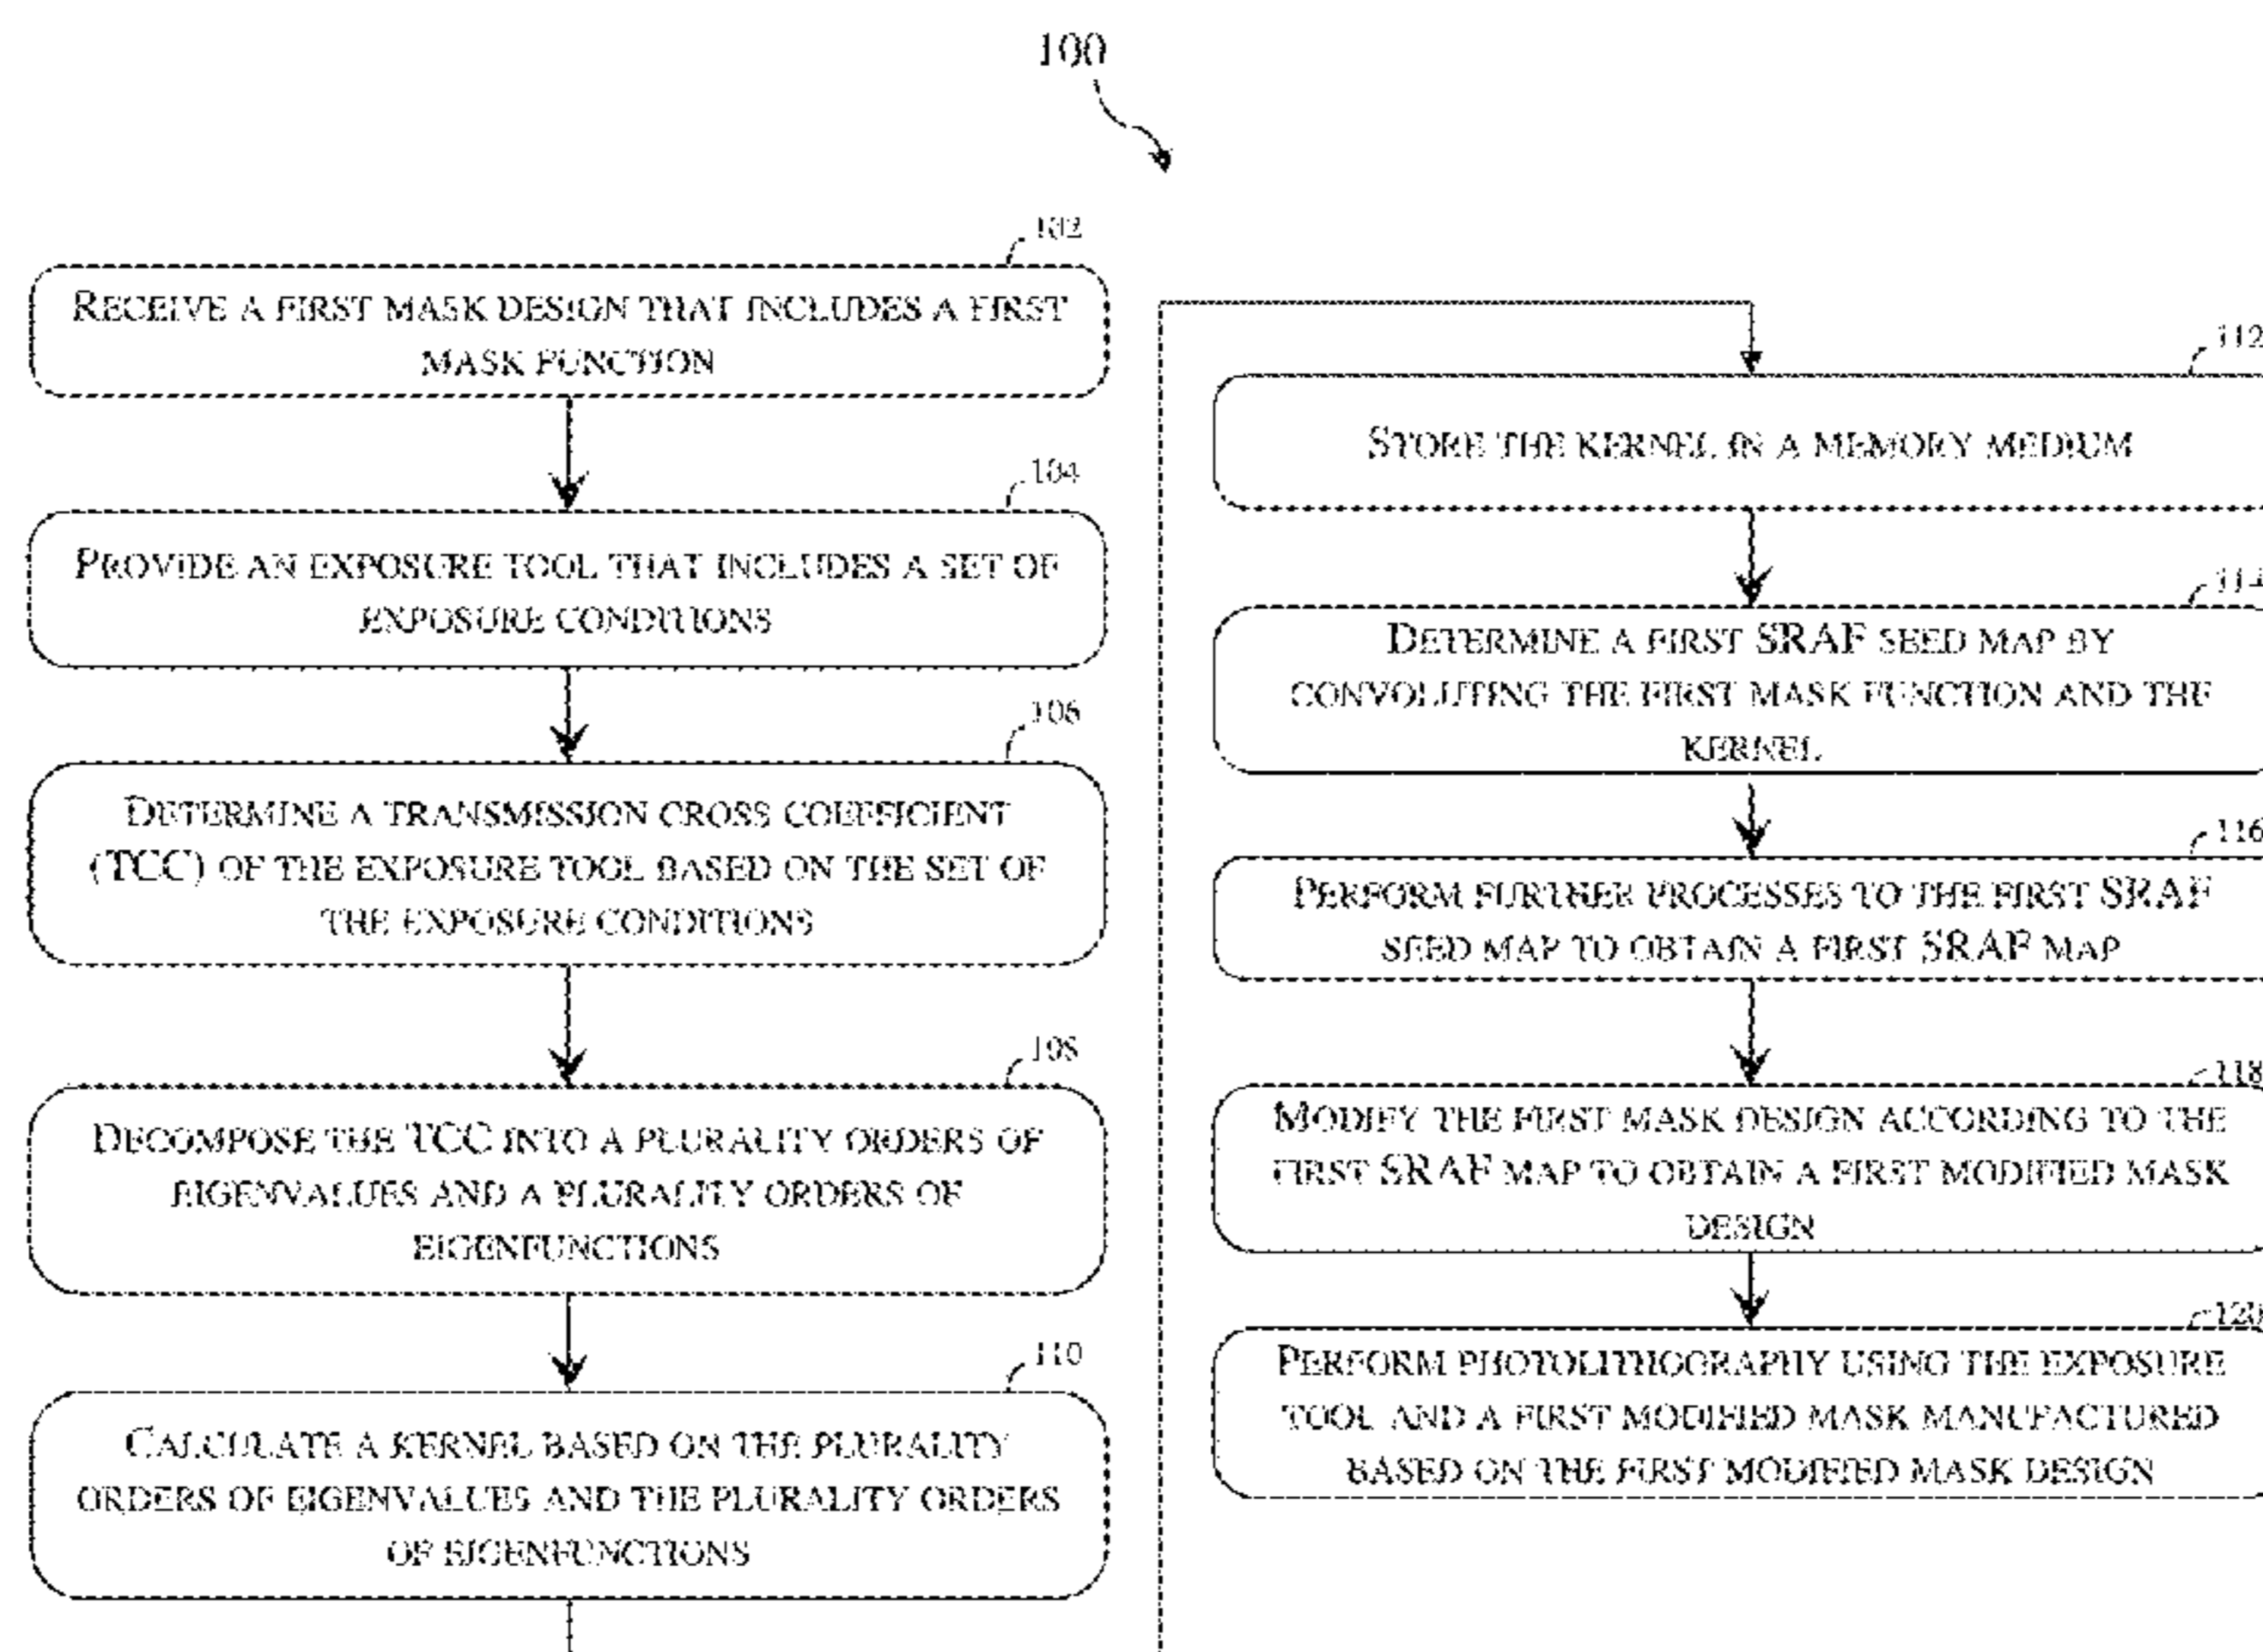 100
102
RECEIVE A FIRST MASK DESIGN THAT INCLUDES A FIRST
MASK FUNCTION
104
PROVIDE AN EXPOSURE TOOL THAT INCLUDES A SET OF
EXPOSURE CONDITIONS
106
DETERMINE A TRANSMISSION CROSS COEFFICIENT
(TCC) OF THE EXPOSURE TOOL BASED ON THE SET OF
THE EXPOSURE CONDITIONS
108
DECOMPOSE THE TCC INTO A PLURALITY ORDERS OF
EIGENVALUES AND A PLURALITY ORDERS OF
EIGENFUNCTIONS
110
CALCULATE A KERNEL BASED ON THE PLURALITY
ORDERS OF EIGENVALUES AND THE PLURALITY ORDERS
OF EIGENFUNCTIONS
112
STORE THE KERNEL IN A MEMORY MEDIUM
114
DETERMINE A FIRST SRAF SEED MAP BY
CONVOLUTING THE FIRST MASK FUNCTION AND THE
KERNEL
116
PERFORM FURTHER PROCESSES TO THE FIRST SRAF
SEED MAP TO OBTAIN A FIRST SRAF MAP
118
MODIFY THE FIRST MASK DESIGN ACCORDING TO THE
FIRST SRAF MAP TO OBTAIN A FIRST MODIFIED MASK
DESIGN
120
PERFORM PHOTOLITHOGRAPHY USING THE EXPOSURE
TOOL AND A FIRST MODIFIED MASK MANUFACTURED
BASED ON THE FIRST MODIFIED MASK DESIGN